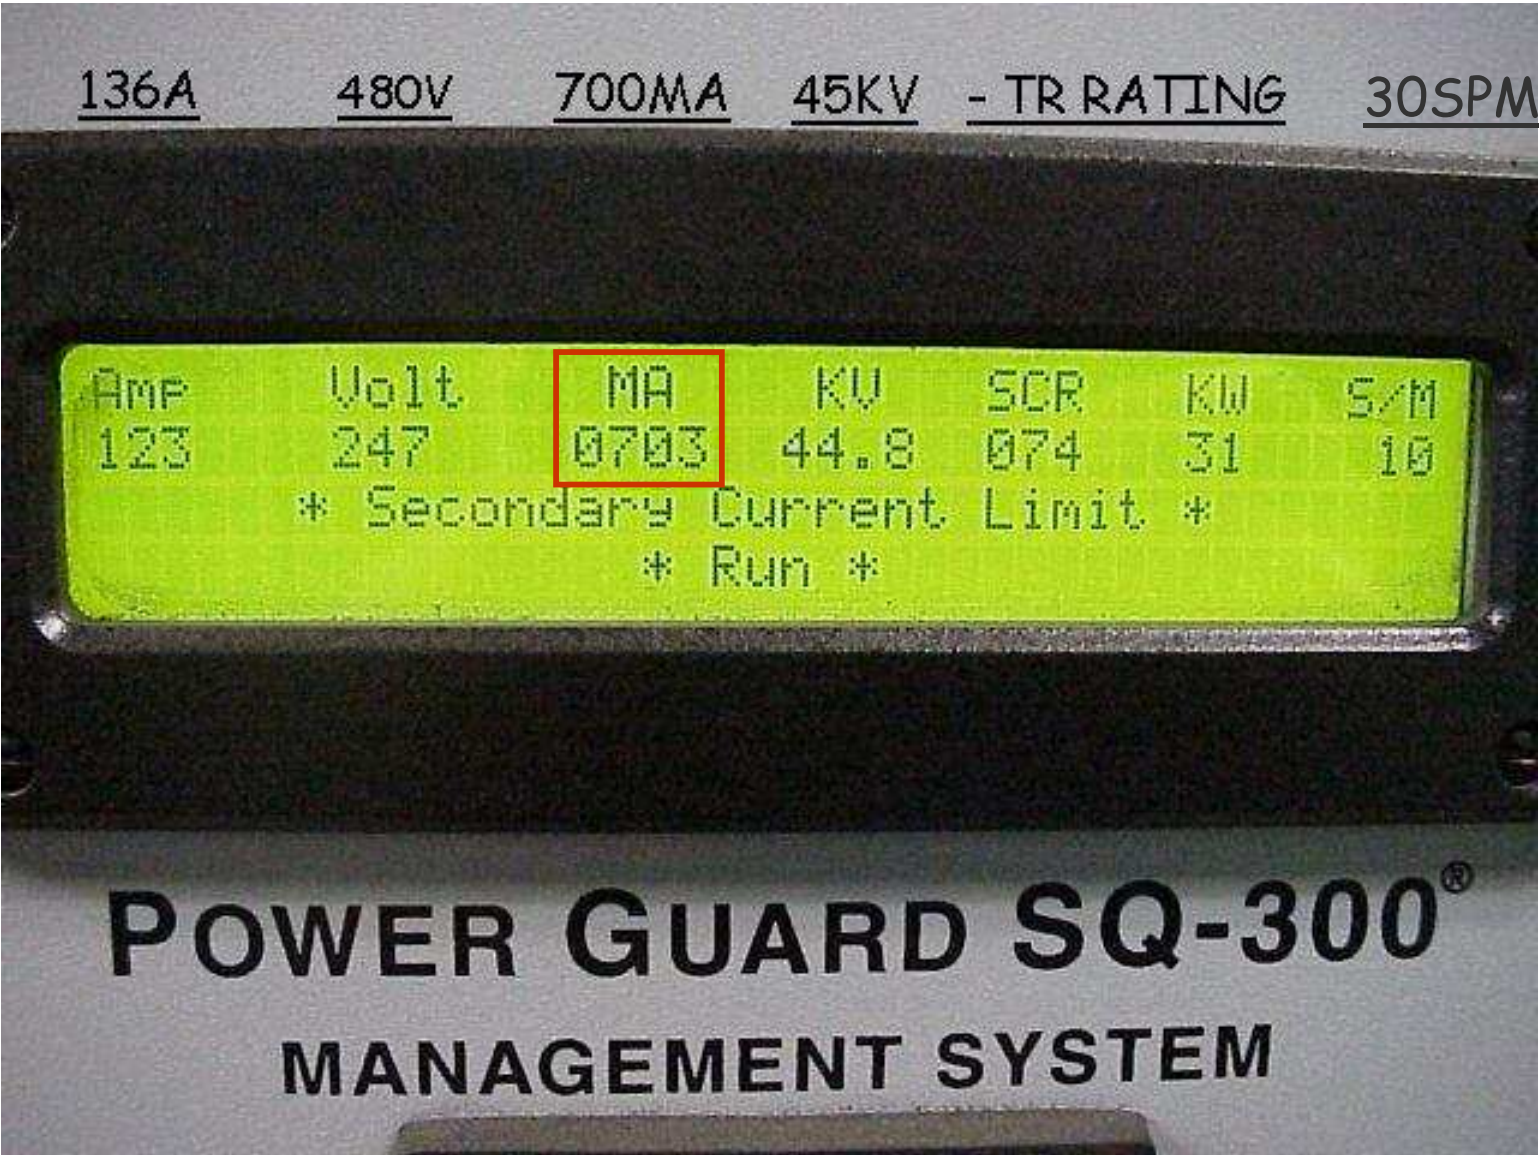 136A 480V 700MA 45KV - TR RATING 30SPM
Amp Volt MA KV SCR KW S/M
123 247 0703 44.8 074 31 10
* Secondary Current Limit *
* Run *
POWER GUARD SQ-300®
MANAGEMENT SYSTEM